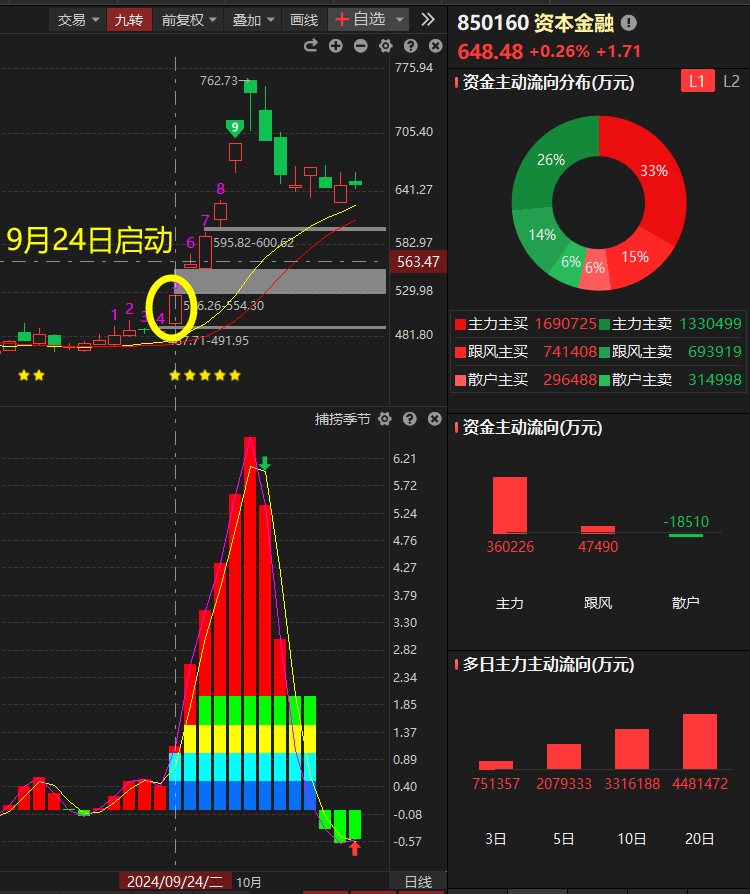 交易 九转 前复权 叠加 画线 +自选
850160 资本金融
648.48 +0.26% +1.71
资金主动流向分布(万元) L1 L2
775.94
762.73
705.40
641.27
582.97
563.47
529.98
481.80
9
8
7
6
1 2 3 4
9月24日启动
595.82-600.62
26-554.30
71-491.95
33%
15%
6%
6%
14%
26%
主力主买 1690725 主力主卖 1330499
跟风主买 741408 跟风主卖 693919
散户主买 296488 散户主卖 314998
捕捞季节
6.21
5.72
5.24
4.76
4.27
3.79
3.30
2.82
2.34
1.85
1.37
0.89
0.40
-0.08
-0.57
2024/09/24/二 10月 日线
资金主动流向(万元)
360226 47490 -18510
主力 跟风 散户
多日主力主动流向(万元)
751357 2079333 3316188 4481472
3日 5日 10日 20日